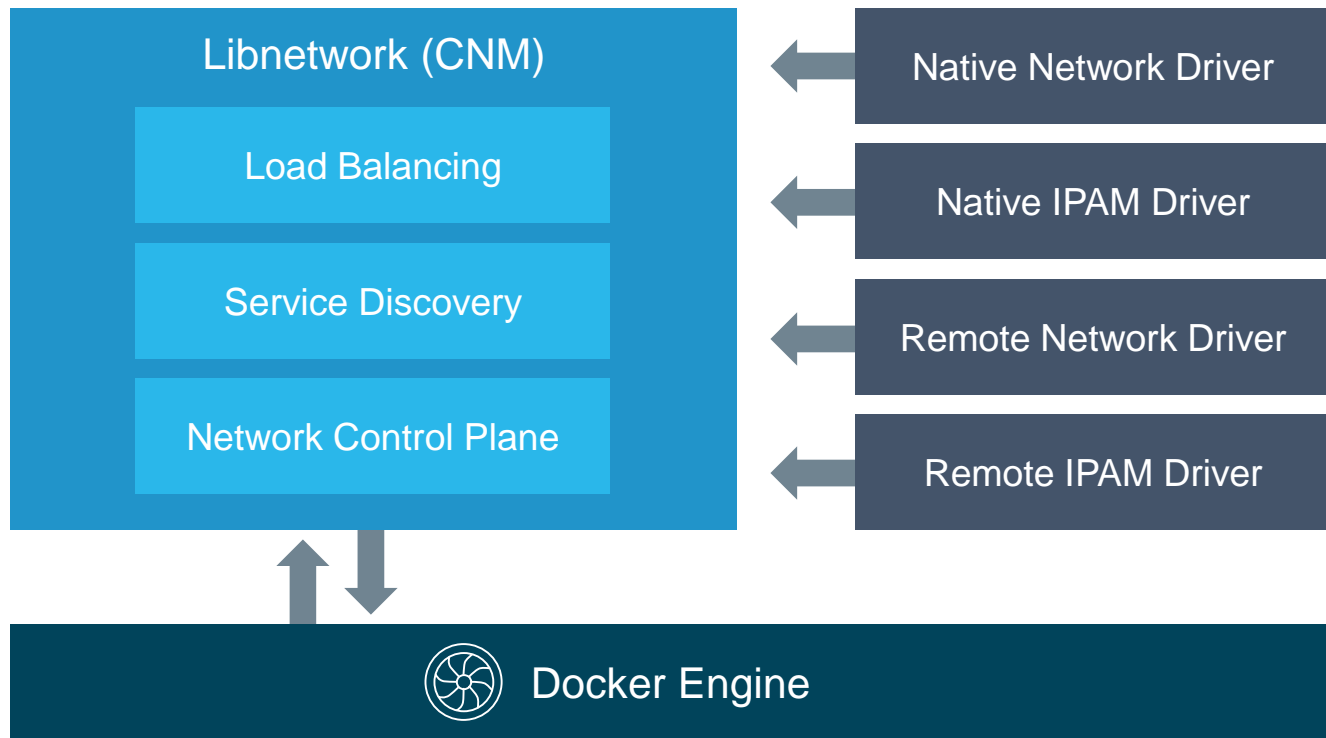 Libnetwork (CNM)
Load Balancing
Service Discovery
Network Control Plane
Native Network Driver
Native IPAM Driver
Remote Network Driver
Remote IPAM Driver
Docker Engine